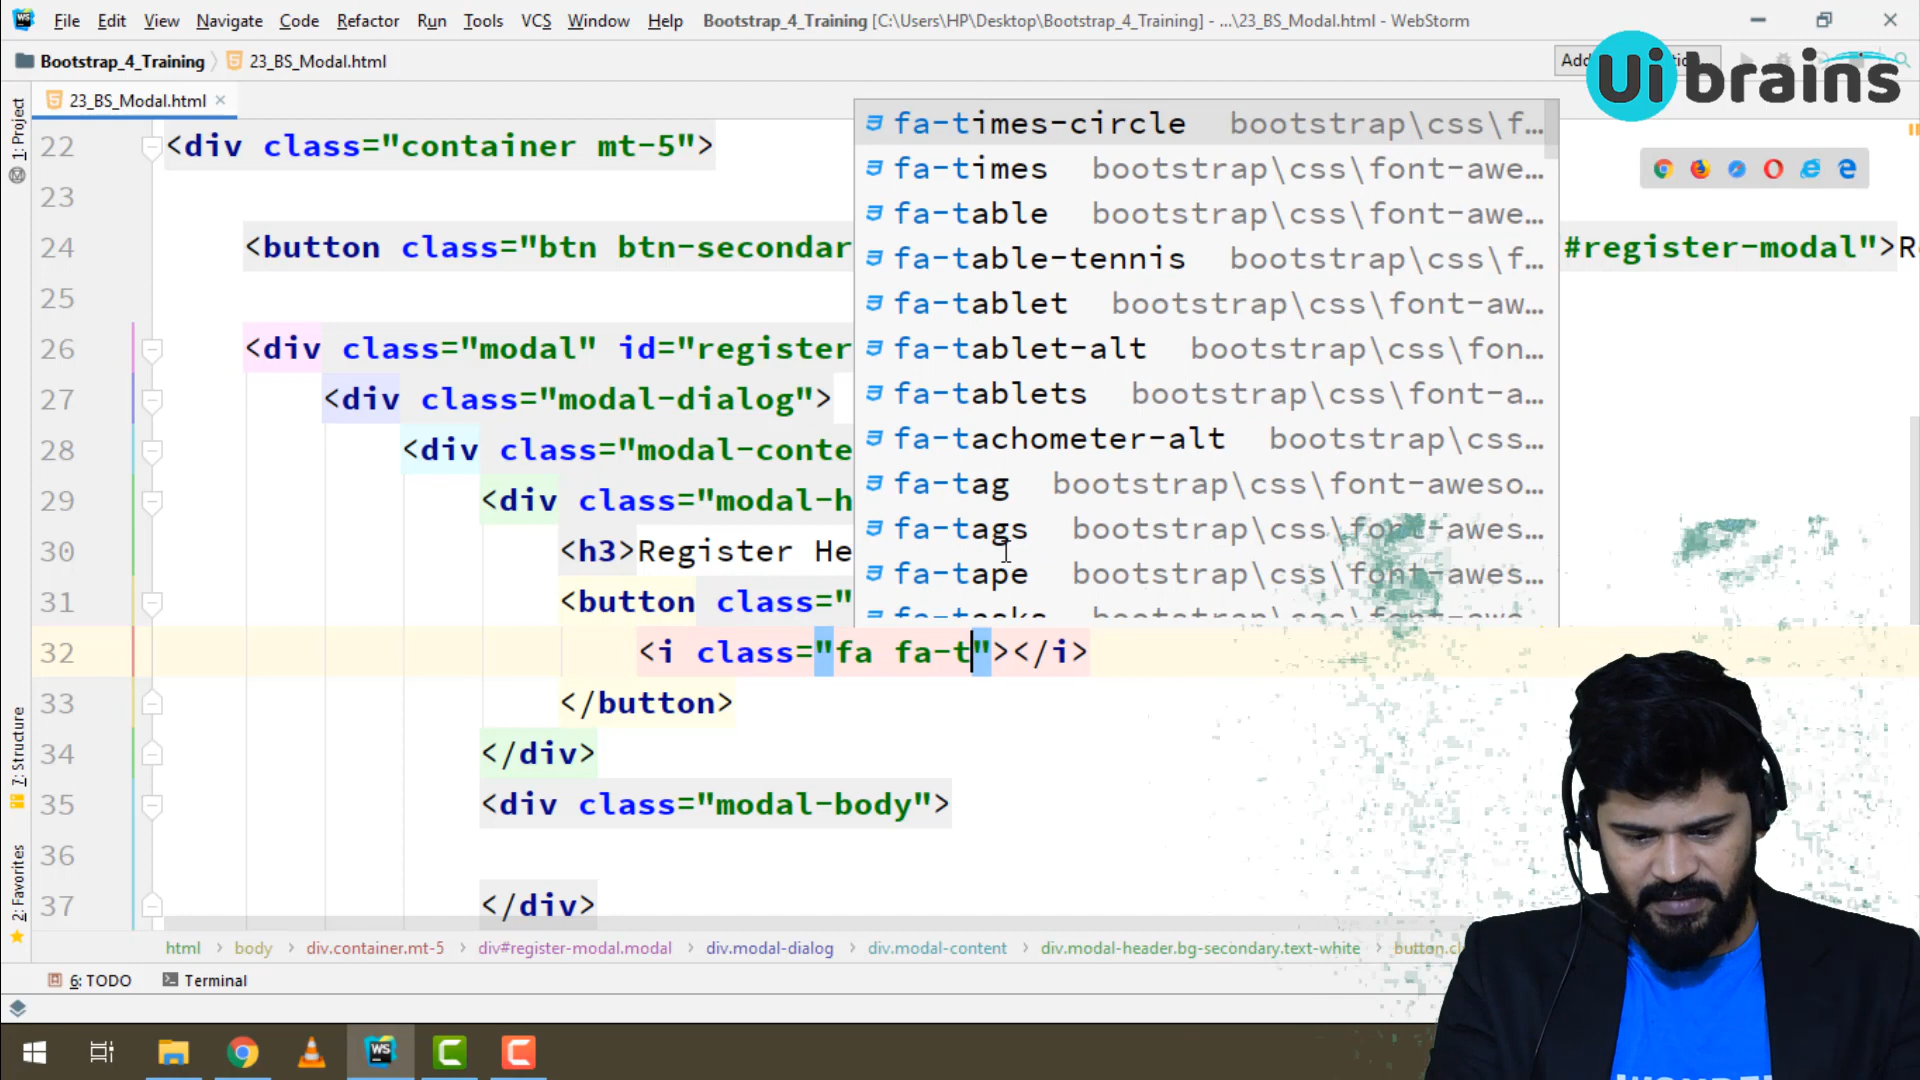 File Edit View Navigate Code Refactor Run Tools VCS Window Help Bootstrap_4_Training [C:\Users\HP\Desktop\Bootstrap_4_Training] - ...\23_BS_Modal.html - WebStorm
Bootstrap_4_Training 23_BS_Modal.html
Ui brains
23_BS_Modal.html
1: Project
7: Structure
2: Favorites
22 <div class="container mt-5">
23
24 <button class="btn btn-secondar #register-modal">R
25
26 <div class="modal" id="register
27 <div class="modal-dialog">
28 <div class="modal-conte
29 <div class="modal-h
30 <h3>Register He
31 <button class="
32 <i class="fa fa-t"></i>
33 </button>
34 </div>
35 <div class="modal-body">
36
37 </div>
fa-times-circle bootstrap\css\f...
fa-times bootstrap\css\font-awe...
fa-table bootstrap\css\font-awe...
fa-table-tennis bootstrap\css\f...
fa-tablet bootstrap\css\font-aw...
fa-tablet-alt bootstrap\css\fon...
fa-tablets bootstrap\css\font-a...
fa-tachometer-alt bootstrap\css...
fa-tag bootstrap\css\font-aweso...
fa-tags bootstrap\css\font-awes...
fa-tape bootstrap\css\font-awes...
html body div.container.mt-5 div#register-modal.modal div.modal-dialog div.modal-content div.modal-header.bg-secondary.text-white button.cl
6: TODO Terminal
WS